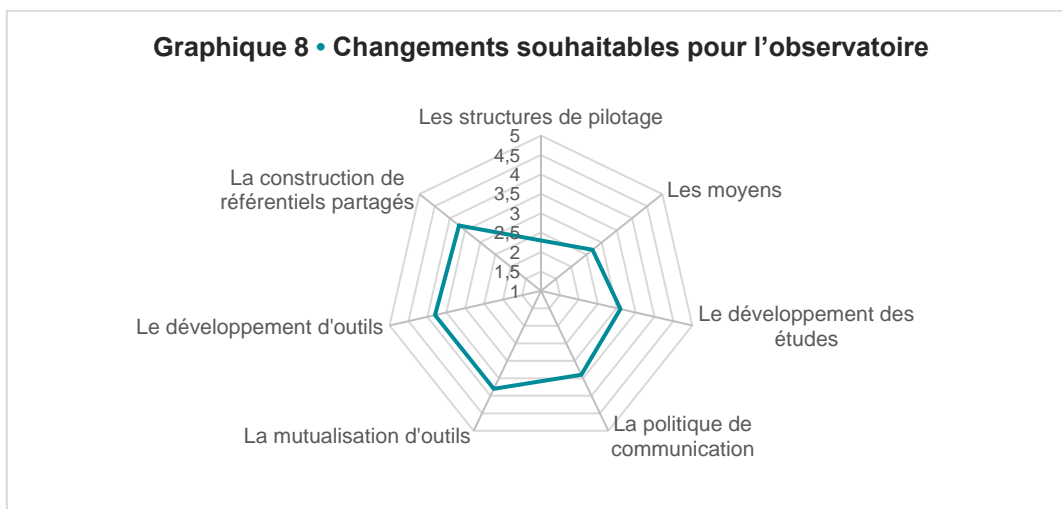 Graphique 8 • Changements souhaitables pour l’observatoire
Les structures de pilotage
5
4,5
4
3,5
3
2,5
2
1,5
1
Les moyens
Le développement des
études
La politique de
communication
La mutualisation d'outils
Le développement d'outils
La construction de
référentiels partagés